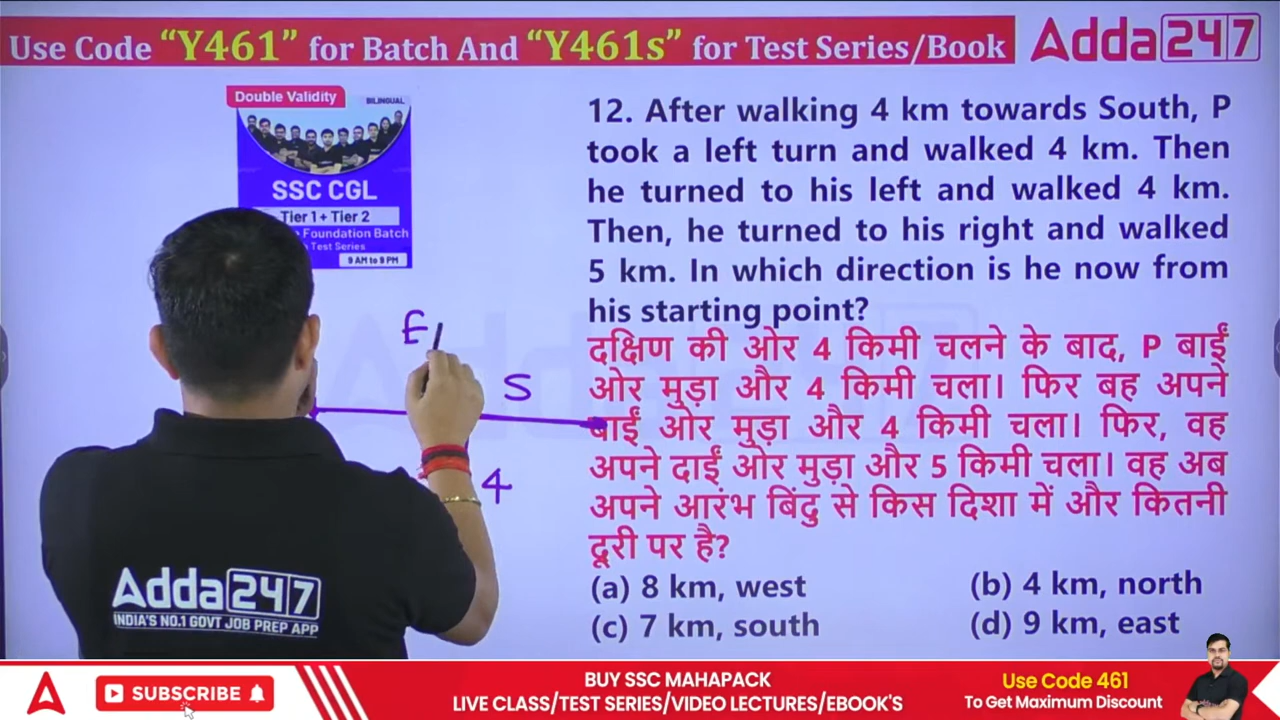 Use Code “Y461” for Batch And “Y461s” for Test Series/Book
Adda247
Double Validity
BILINGUAL
SSC CGL
Tier 1 + Tier 2
Foundation Batch
Test Series
9 AM to 9 PM
12. After walking 4 km towards South, P
took a left turn and walked 4 km. Then
he turned to his left and walked 4 km.
Then, he turned to his right and walked
5 km. In which direction is he now from
his starting point?
दक्षिण की ओर 4 किमी चलने के बाद, P बाईं
ओर मुड़ा और 4 किमी चला। फिर बह अपने
बाईं ओर मुड़ा और 4 किमी चला। फिर, वह
अपने दाईं ओर मुड़ा और 5 किमी चला। वह अब
अपने आरंभ बिंदु से किस दिशा में और कितनी
दूरी पर है?
(a) 8 km, west
(b) 4 km, north
(c) 7 km, south
(d) 9 km, east
E
5
4
Adda247
INDIA'S NO.1 GOVT JOB PREP APP
SUBSCRIBE
BUY SSC MAHAPACK
LIVE CLASS/TEST SERIES/VIDEO LECTURES/EBOOK'S
Use Code 461
To Get Maximum Discount